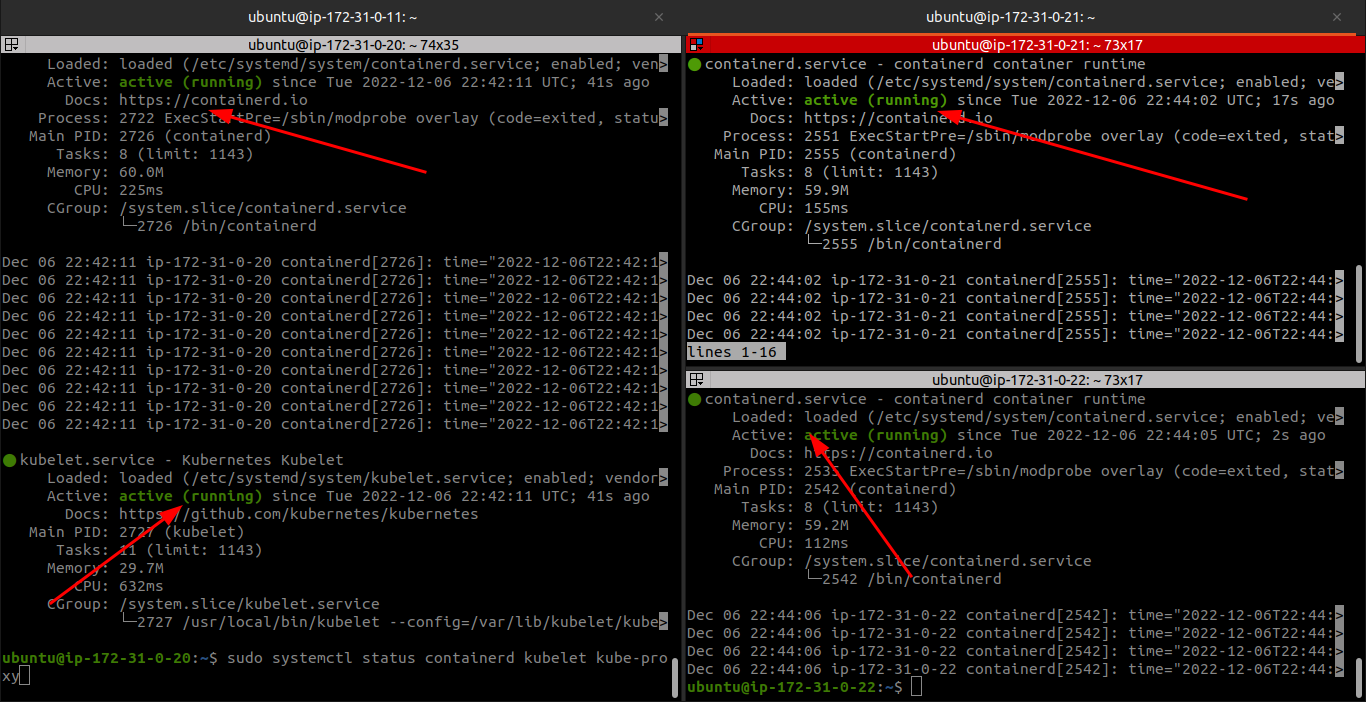 ubuntu@ip-172-31-0-11: ~
ubuntu@ip-172-31-0-20: ~ 74x35
Loaded: loaded (/etc/systemd/system/containerd.service; enabled; ven>
Active: active (running) since Tue 2022-12-06 22:42:11 UTC; 41s ago
Docs: https://containerd.io
Process: 2722 ExecStartPre=/sbin/modprobe overlay (code=exited, statu>
Main PID: 2726 (containerd)
Tasks: 8 (limit: 1143)
Memory: 60.0M
CPU: 225ms
CGroup: /system.slice/containerd.service
└─2726 /bin/containerd
Dec 06 22:42:11 ip-172-31-0-20 containerd[2726]: time="2022-12-06T22:42:1>
Dec 06 22:42:11 ip-172-31-0-20 containerd[2726]: time="2022-12-06T22:42:1>
Dec 06 22:42:11 ip-172-31-0-20 containerd[2726]: time="2022-12-06T22:42:1>
Dec 06 22:42:11 ip-172-31-0-20 containerd[2726]: time="2022-12-06T22:42:1>
Dec 06 22:42:11 ip-172-31-0-20 containerd[2726]: time="2022-12-06T22:42:1>
Dec 06 22:42:11 ip-172-31-0-20 containerd[2726]: time="2022-12-06T22:42:1>
Dec 06 22:42:11 ip-172-31-0-20 containerd[2726]: time="2022-12-06T22:42:1>
Dec 06 22:42:11 ip-172-31-0-20 containerd[2726]: time="2022-12-06T22:42:1>
Dec 06 22:42:11 ip-172-31-0-20 containerd[2726]: time="2022-12-06T22:42:1>
Dec 06 22:42:11 ip-172-31-0-20 containerd[2726]: time="2022-12-06T22:42:1>
● kubelet.service - Kubernetes Kubelet
Loaded: loaded (/etc/systemd/system/kubelet.service; enabled; vendor>
Active: active (running) since Tue 2022-12-06 22:42:11 UTC; 41s ago
Docs: https://github.com/kubernetes/kubernetes
Main PID: 2727 (kubelet)
Tasks: 11 (limit: 1143)
Memory: 29.7M
CPU: 632ms
CGroup: /system.slice/kubelet.service
└─2727 /usr/local/bin/kubelet --config=/var/lib/kubelet/kube>
ubuntu@ip-172-31-0-20:~$ sudo systemctl status containerd kubelet kube-pro
xy
ubuntu@ip-172-31-0-21: ~
ubuntu@ip-172-31-0-21: ~ 73x17
● containerd.service - containerd container runtime
Loaded: loaded (/etc/systemd/system/containerd.service; enabled; ve>
Active: active (running) since Tue 2022-12-06 22:44:02 UTC; 17s ago
Docs: https://containerd.io
Process: 2551 ExecStartPre=/sbin/modprobe overlay (code=exited, stat>
Main PID: 2555 (containerd)
Tasks: 8 (limit: 1143)
Memory: 59.9M
CPU: 155ms
CGroup: /system.slice/containerd.service
└─2555 /bin/containerd
Dec 06 22:44:02 ip-172-31-0-21 containerd[2555]: time="2022-12-06T22:44:>
Dec 06 22:44:02 ip-172-31-0-21 containerd[2555]: time="2022-12-06T22:44:>
Dec 06 22:44:02 ip-172-31-0-21 containerd[2555]: time="2022-12-06T22:44:>
Dec 06 22:44:02 ip-172-31-0-21 containerd[2555]: time="2022-12-06T22:44:>
lines 1-16
ubuntu@ip-172-31-0-22: ~ 73x17
● containerd.service - containerd container runtime
Loaded: loaded (/etc/systemd/system/containerd.service; enabled; ve>
Active: active (running) since Tue 2022-12-06 22:44:05 UTC; 2s ago
Docs: https://containerd.io
Process: 2535 ExecStartPre=/sbin/modprobe overlay (code=exited, stat>
Main PID: 2542 (containerd)
Tasks: 8 (limit: 1143)
Memory: 59.2M
CPU: 112ms
CGroup: /system.slice/containerd.service
└─2542 /bin/containerd
Dec 06 22:44:06 ip-172-31-0-22 containerd[2542]: time="2022-12-06T22:44:>
Dec 06 22:44:06 ip-172-31-0-22 containerd[2542]: time="2022-12-06T22:44:>
Dec 06 22:44:06 ip-172-31-0-22 containerd[2542]: time="2022-12-06T22:44:>
Dec 06 22:44:06 ip-172-31-0-22 containerd[2542]: time="2022-12-06T22:44:>
ubuntu@ip-172-31-0-22:~$